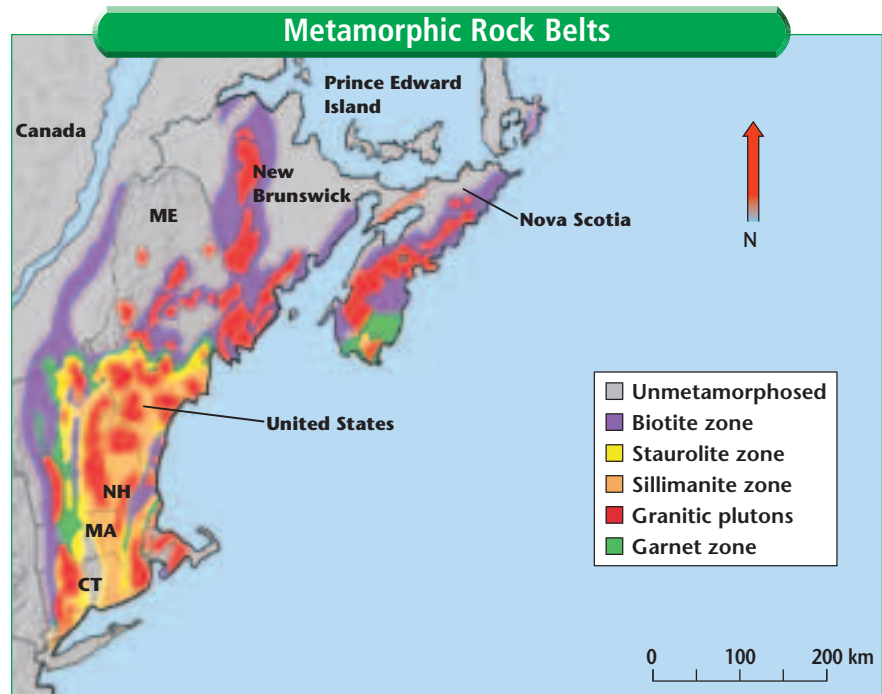 Metamorphic Rock Belts
Prince Edward
Island
Canada
New
Brunswick
ME
Nova Scotia
N
United States
NH
MA
CT
Unmetamorphosed
Biotite zone
Staurolite zone
Sillimanite zone
Granitic plutons
Garnet zone
0 100 200 km